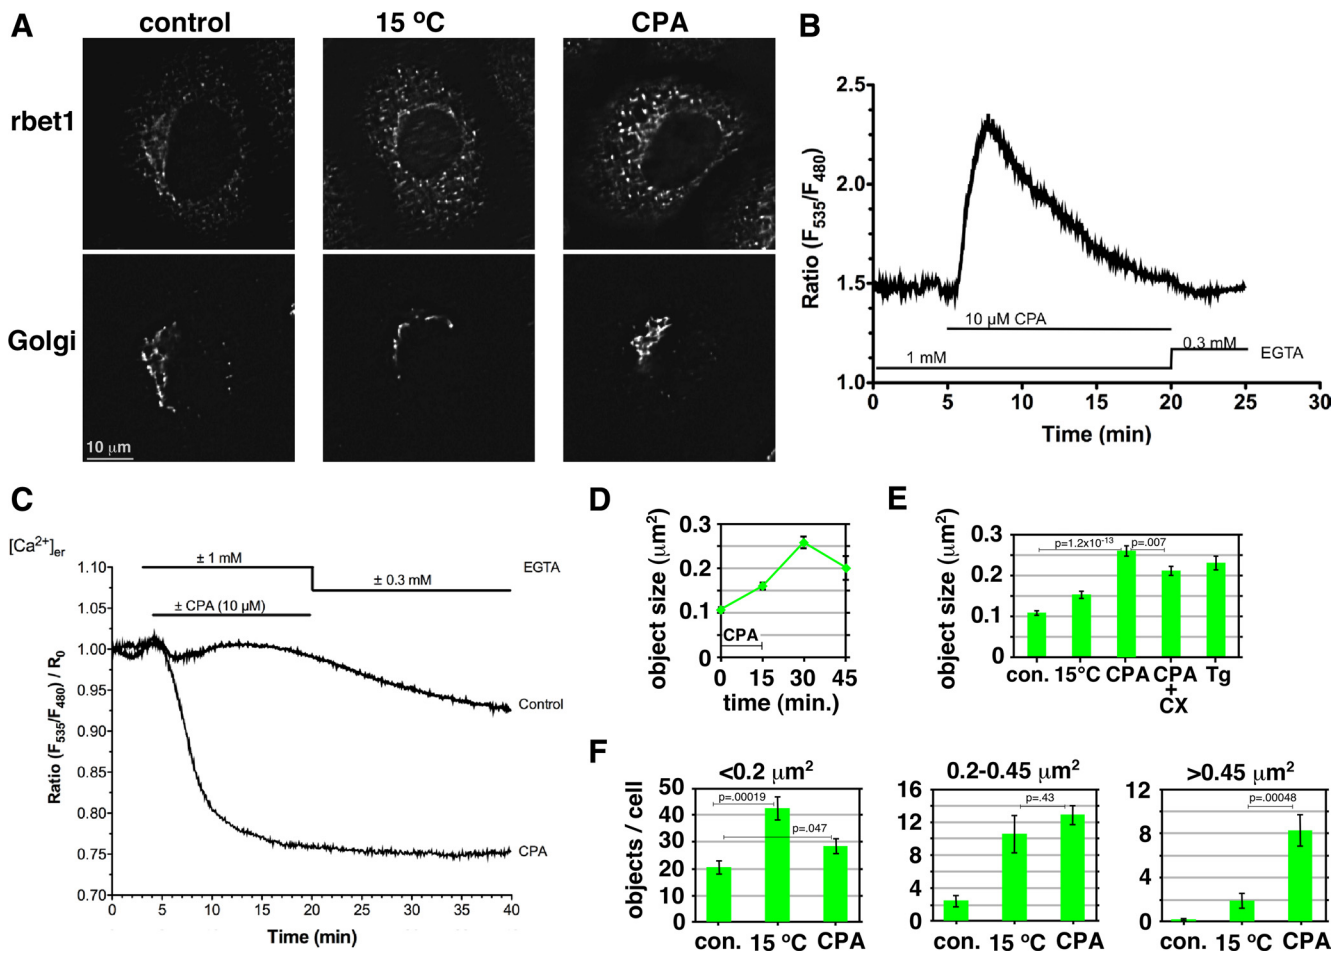 A
control
15 ºC
CPA
rbet1
Golgi
10 µm
B
2.5
2.0
1.5
1.0
Ratio (F535/F480)
10 µM CPA
1 mM
0.3 mM
EGTA
0 5 10 15 20 25 30
Time (min)
C
[Ca2+]er
± 1 mM
± 0.3 mM
EGTA
± CPA (10 µM)
1.10
1.05
1.00
0.95
0.90
0.85
0.80
0.75
0.70
Ratio (F535/F480) / R0
Control
CPA
0 5 10 15 20 25 30 35 40
Time (min)
D
object size (µm2)
0.3
0.2
0.1
0
CPA
0 15 30 45
time (min.)
E
object size (µm2)
0.3
0.2
0.1
0
p=1.2x10-13
p=.007
con. 15ºC CPA CPA Tg
+
CX
F
<0.2 µm2
objects / cell
50
40
30
20
10
0
p=.00019
p=.047
con. 15 ºC CPA
0.2-0.45 µm2
16
12
8
4
0
p=.43
con. 15 ºC CPA
>0.45 µm2
12
8
4
0
p=.00048
con. 15 ºC CPA